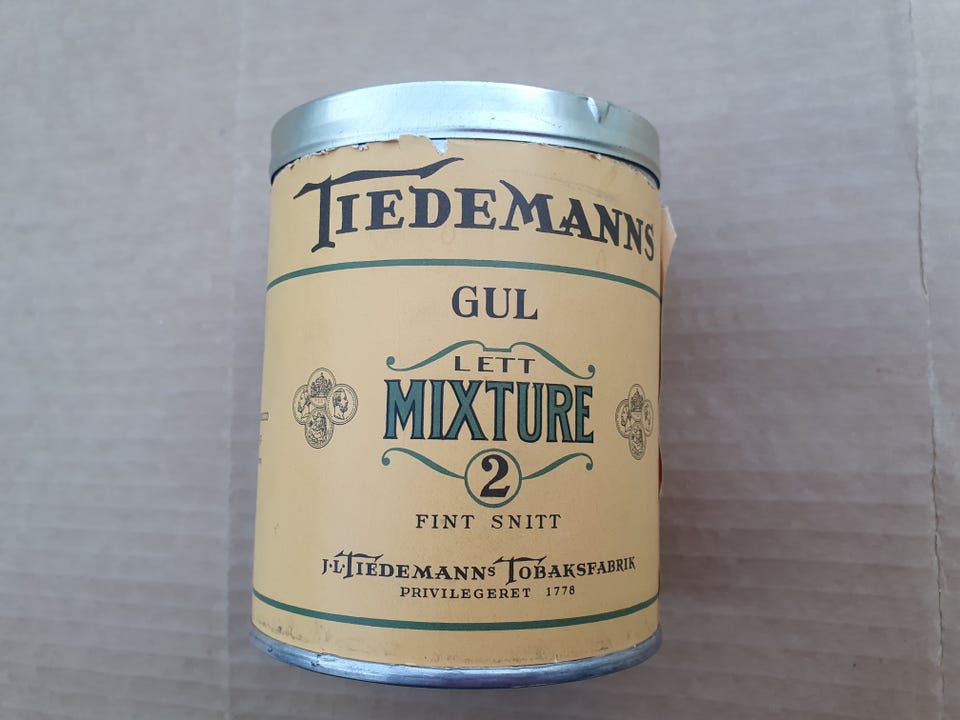 TIEDEMANNS
GUL
LETT
MIXTURE
2
FINT SNITT
J.L. TIEDEMANNS TOBAKSFABRIK
PRIVILEGERET 1778